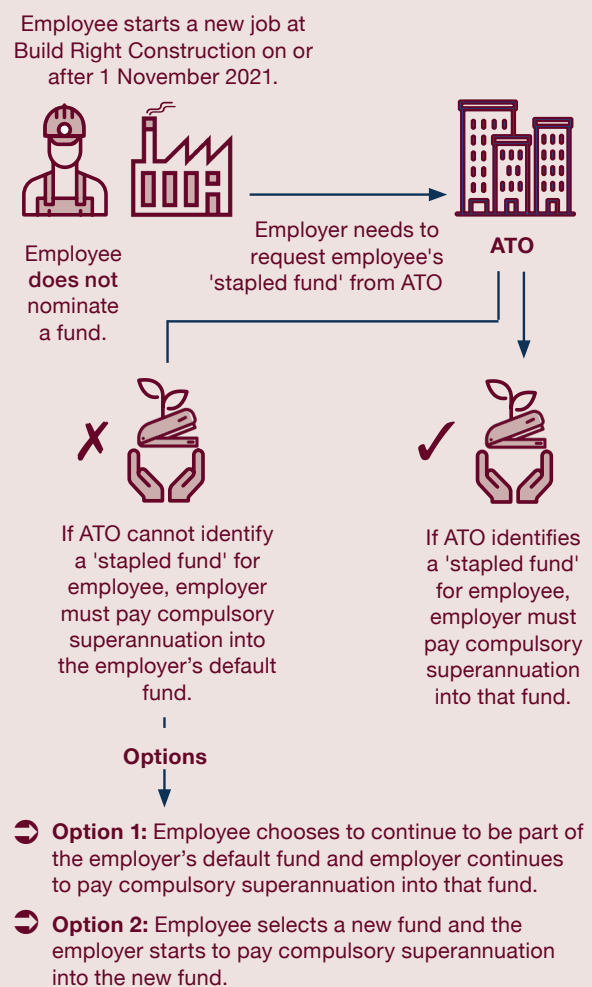 Employee starts a new job at
Build Right Construction on or
after 1 November 2021.
Employee
does not
nominate
a fund.
Employer needs to
request employee's
'stapled fund' from ATO
ATO
If ATO cannot identify
a 'stapled fund' for
employee, employer
must pay compulsory
superannuation into
the employer’s default
fund.
If ATO identifies
a 'stapled fund'
for employee,
employer must
pay compulsory
superannuation
into that fund.
Options
Option 1: Employee chooses to continue to be part of
the employer’s default fund and employer continues
to pay compulsory superannuation into that fund.
Option 2: Employee selects a new fund and the
employer starts to pay compulsory superannuation
into the new fund.